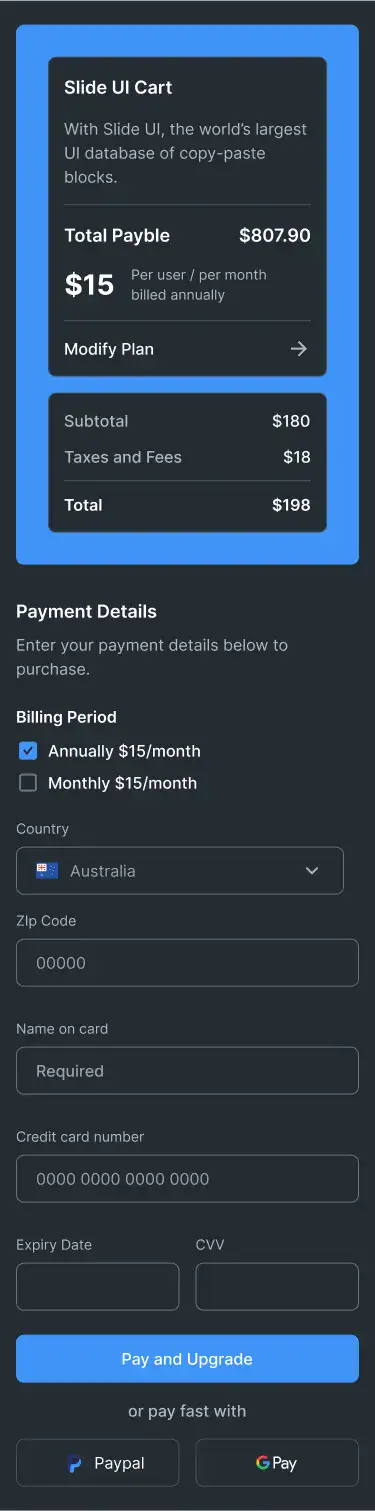 Slide UI Cart
With Slide UI, the world’s largest
UI database of copy-paste
blocks.
Total Payble $807.90
$15 Per user / per month
billed annually
Modify Plan
Subtotal $180
Taxes and Fees $18
Total $198
Payment Details
Enter your payment details below to
purchase.
Billing Period
Annually $15/month
Monthly $15/month
Country
Australia
ZIp Code
00000
Name on card
Required
Credit card number
0000 0000 0000 0000
Expiry Date CVV
Pay and Upgrade
or pay fast with
Paypal G Pay